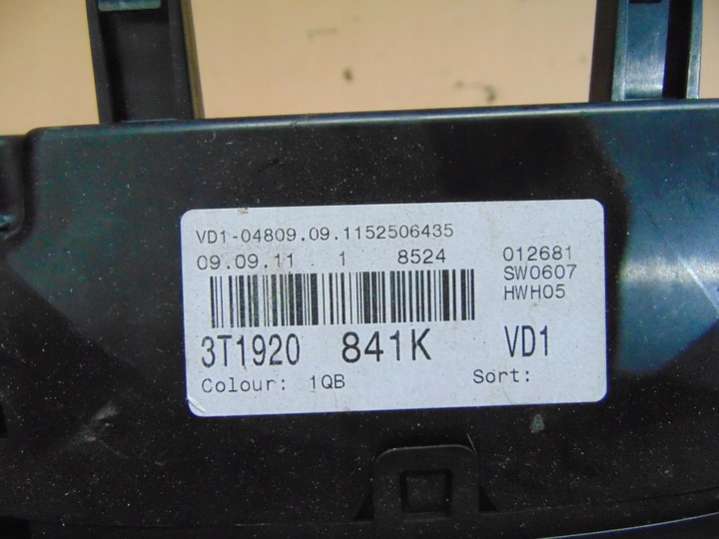 VD1-04809.09.1152506435
09.09.11 1 8524 012681
SW0607
HWH05
3T1920 841K VD1
Colour: 1QB Sort: